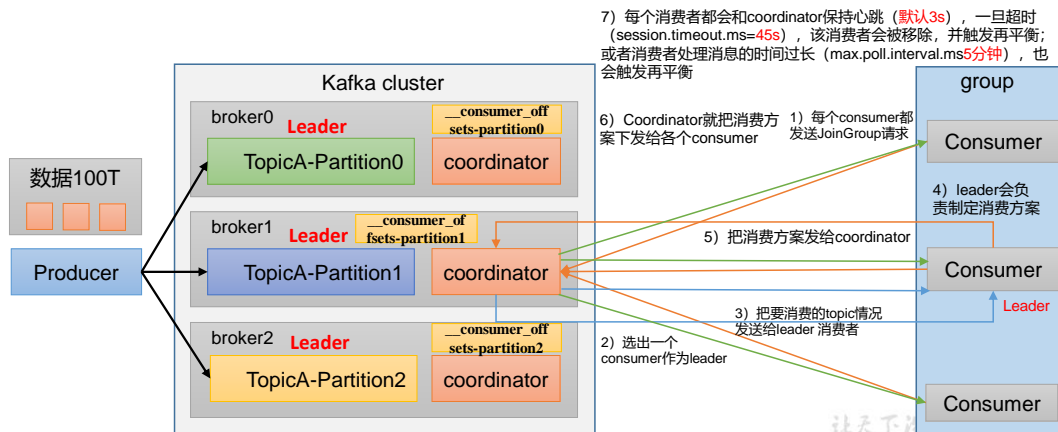 7）每个消费者都会和coordinator保持心跳（默认3s），一旦超时
（session.timeout.ms=45s），该消费者会被移除，并触发再平衡；
或者消费者处理消息的时间过长（max.poll.interval.ms5分钟），也
会触发再平衡
Kafka cluster
group
broker0
Leader
__consumer_off
sets-partition0
TopicA-Partition0
coordinator
6）Coordinator就把消费方
案下发给各个consumer
1）每个consumer都
发送JoinGroup请求
Consumer
数据100T
4）leader会负
责制定消费方案
broker1
Leader
__consumer_of
fsets-partition1
5）把消费方案发给coordinator
Producer
TopicA-Partition1
coordinator
Consumer
Leader
3）把要消费的topic情况
发送给leader 消费者
broker2
Leader
__consumer_off
sets-partition2
2）选出一个
consumer作为leader
TopicA-Partition2
coordinator
Consumer
让天下